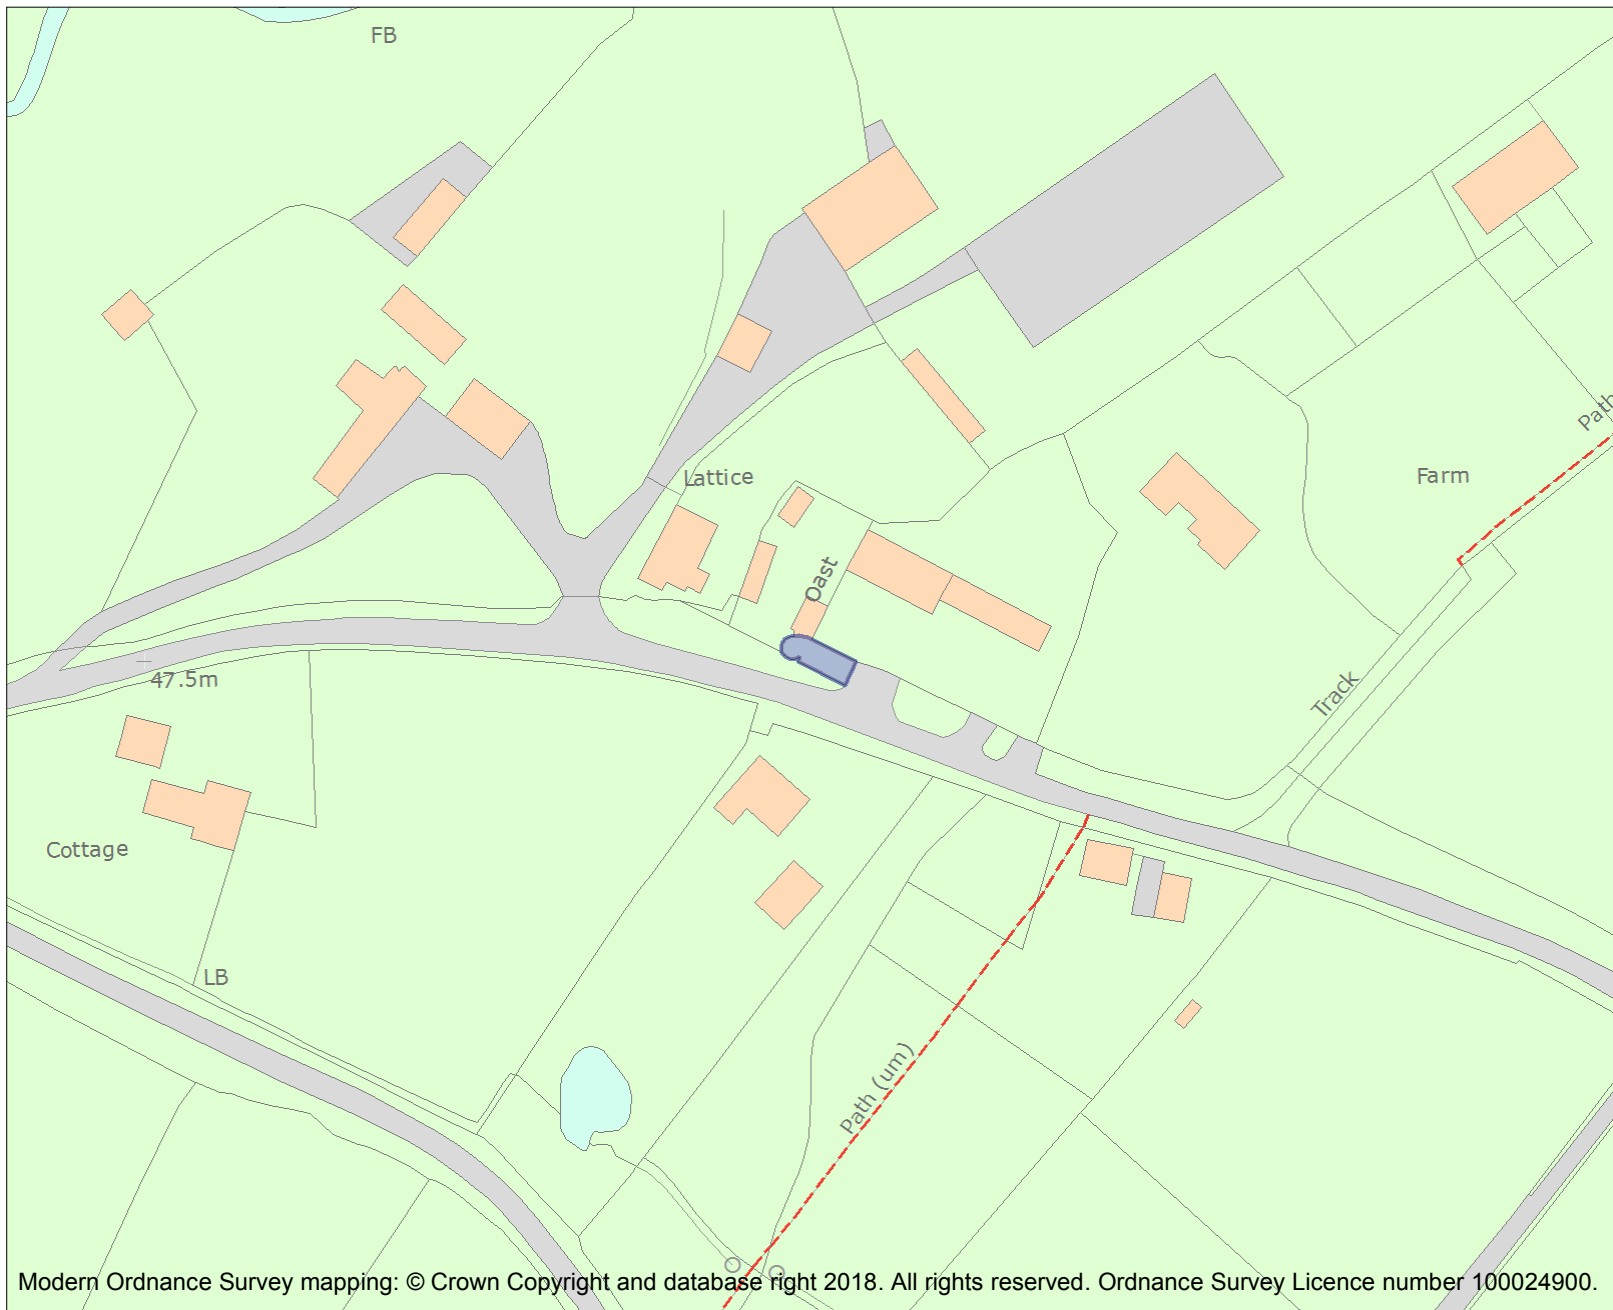 FB
Path
Lattice
Farm
Oast
47.5m
Track
Cottage
LB
Path (um)
Modern Ordnance Survey mapping: © Crown Copyright and database right 2018. All rights reserved. Ordnance Survey Licence number 100024900.